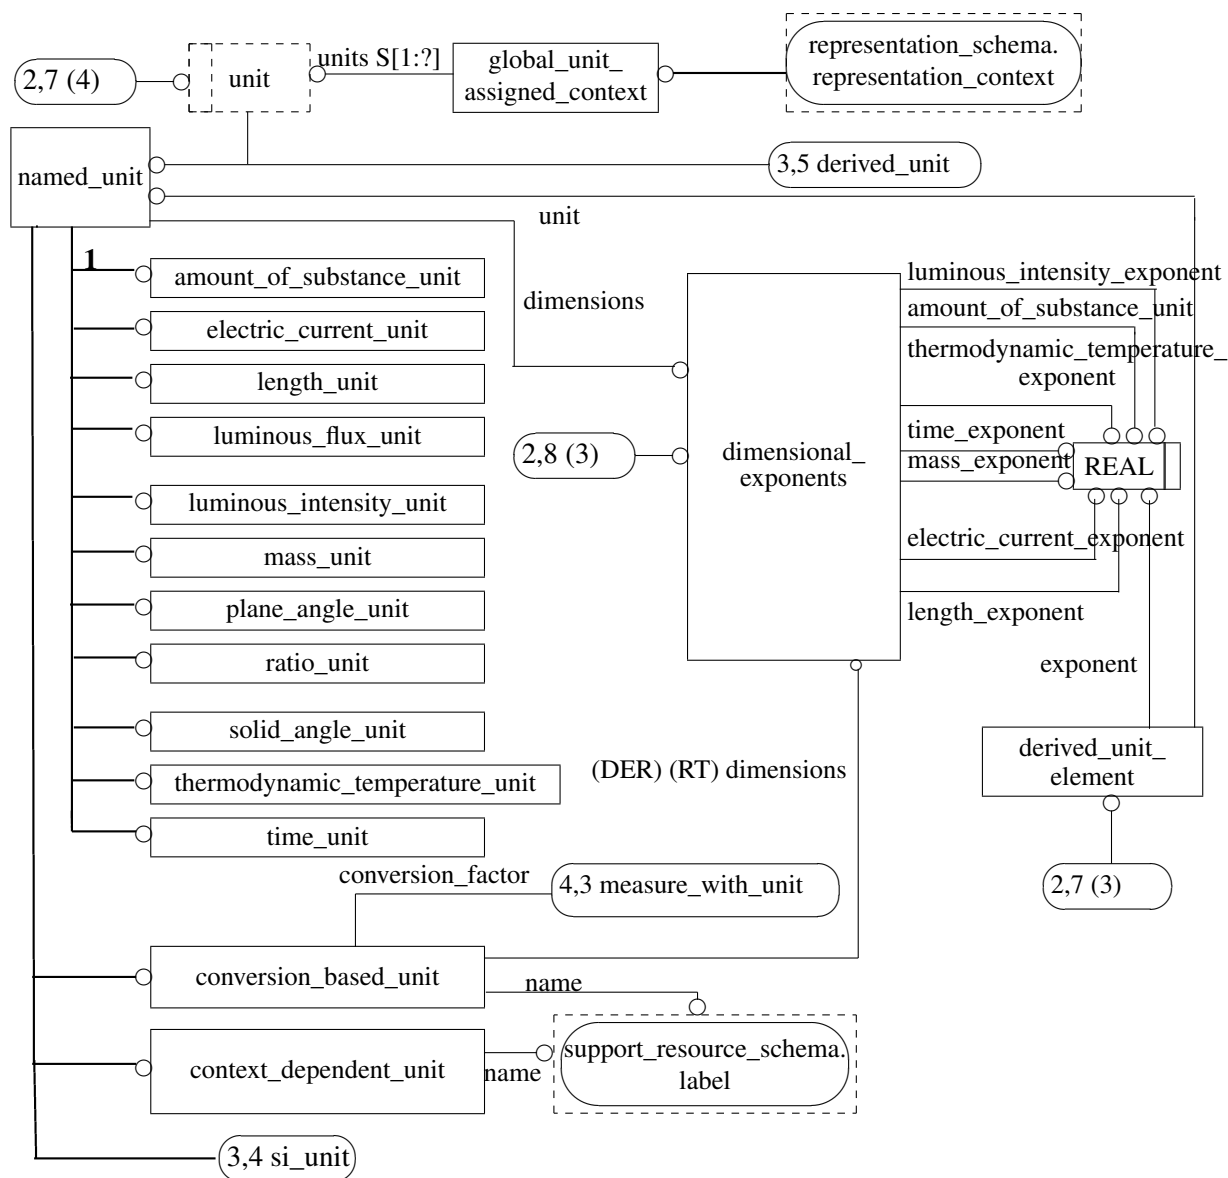 2,7 (4)
unit
units S[1:?]
global_unit_
assigned_context
representation_schema.
representation_context
named_unit
3,5 derived_unit
unit
1
amount_of_substance_unit
electric_current_unit
length_unit
luminous_flux_unit
luminous_intensity_unit
mass_unit
plane_angle_unit
ratio_unit
solid_angle_unit
thermodynamic_temperature_unit
time_unit
dimensions
2,8 (3)
dimensional_
exponents
luminous_intensity_exponent
amount_of_substance_unit
thermodynamic_temperature_
exponent
time_exponent
mass_exponent
REAL
electric_current_exponent
length_exponent
exponent
derived_unit_
element
2,7 (3)
(DER) (RT) dimensions
conversion_factor
4,3 measure_with_unit
conversion_based_unit
name
context_dependent_unit
name
support_resource_schema.
label
3,4 si_unit